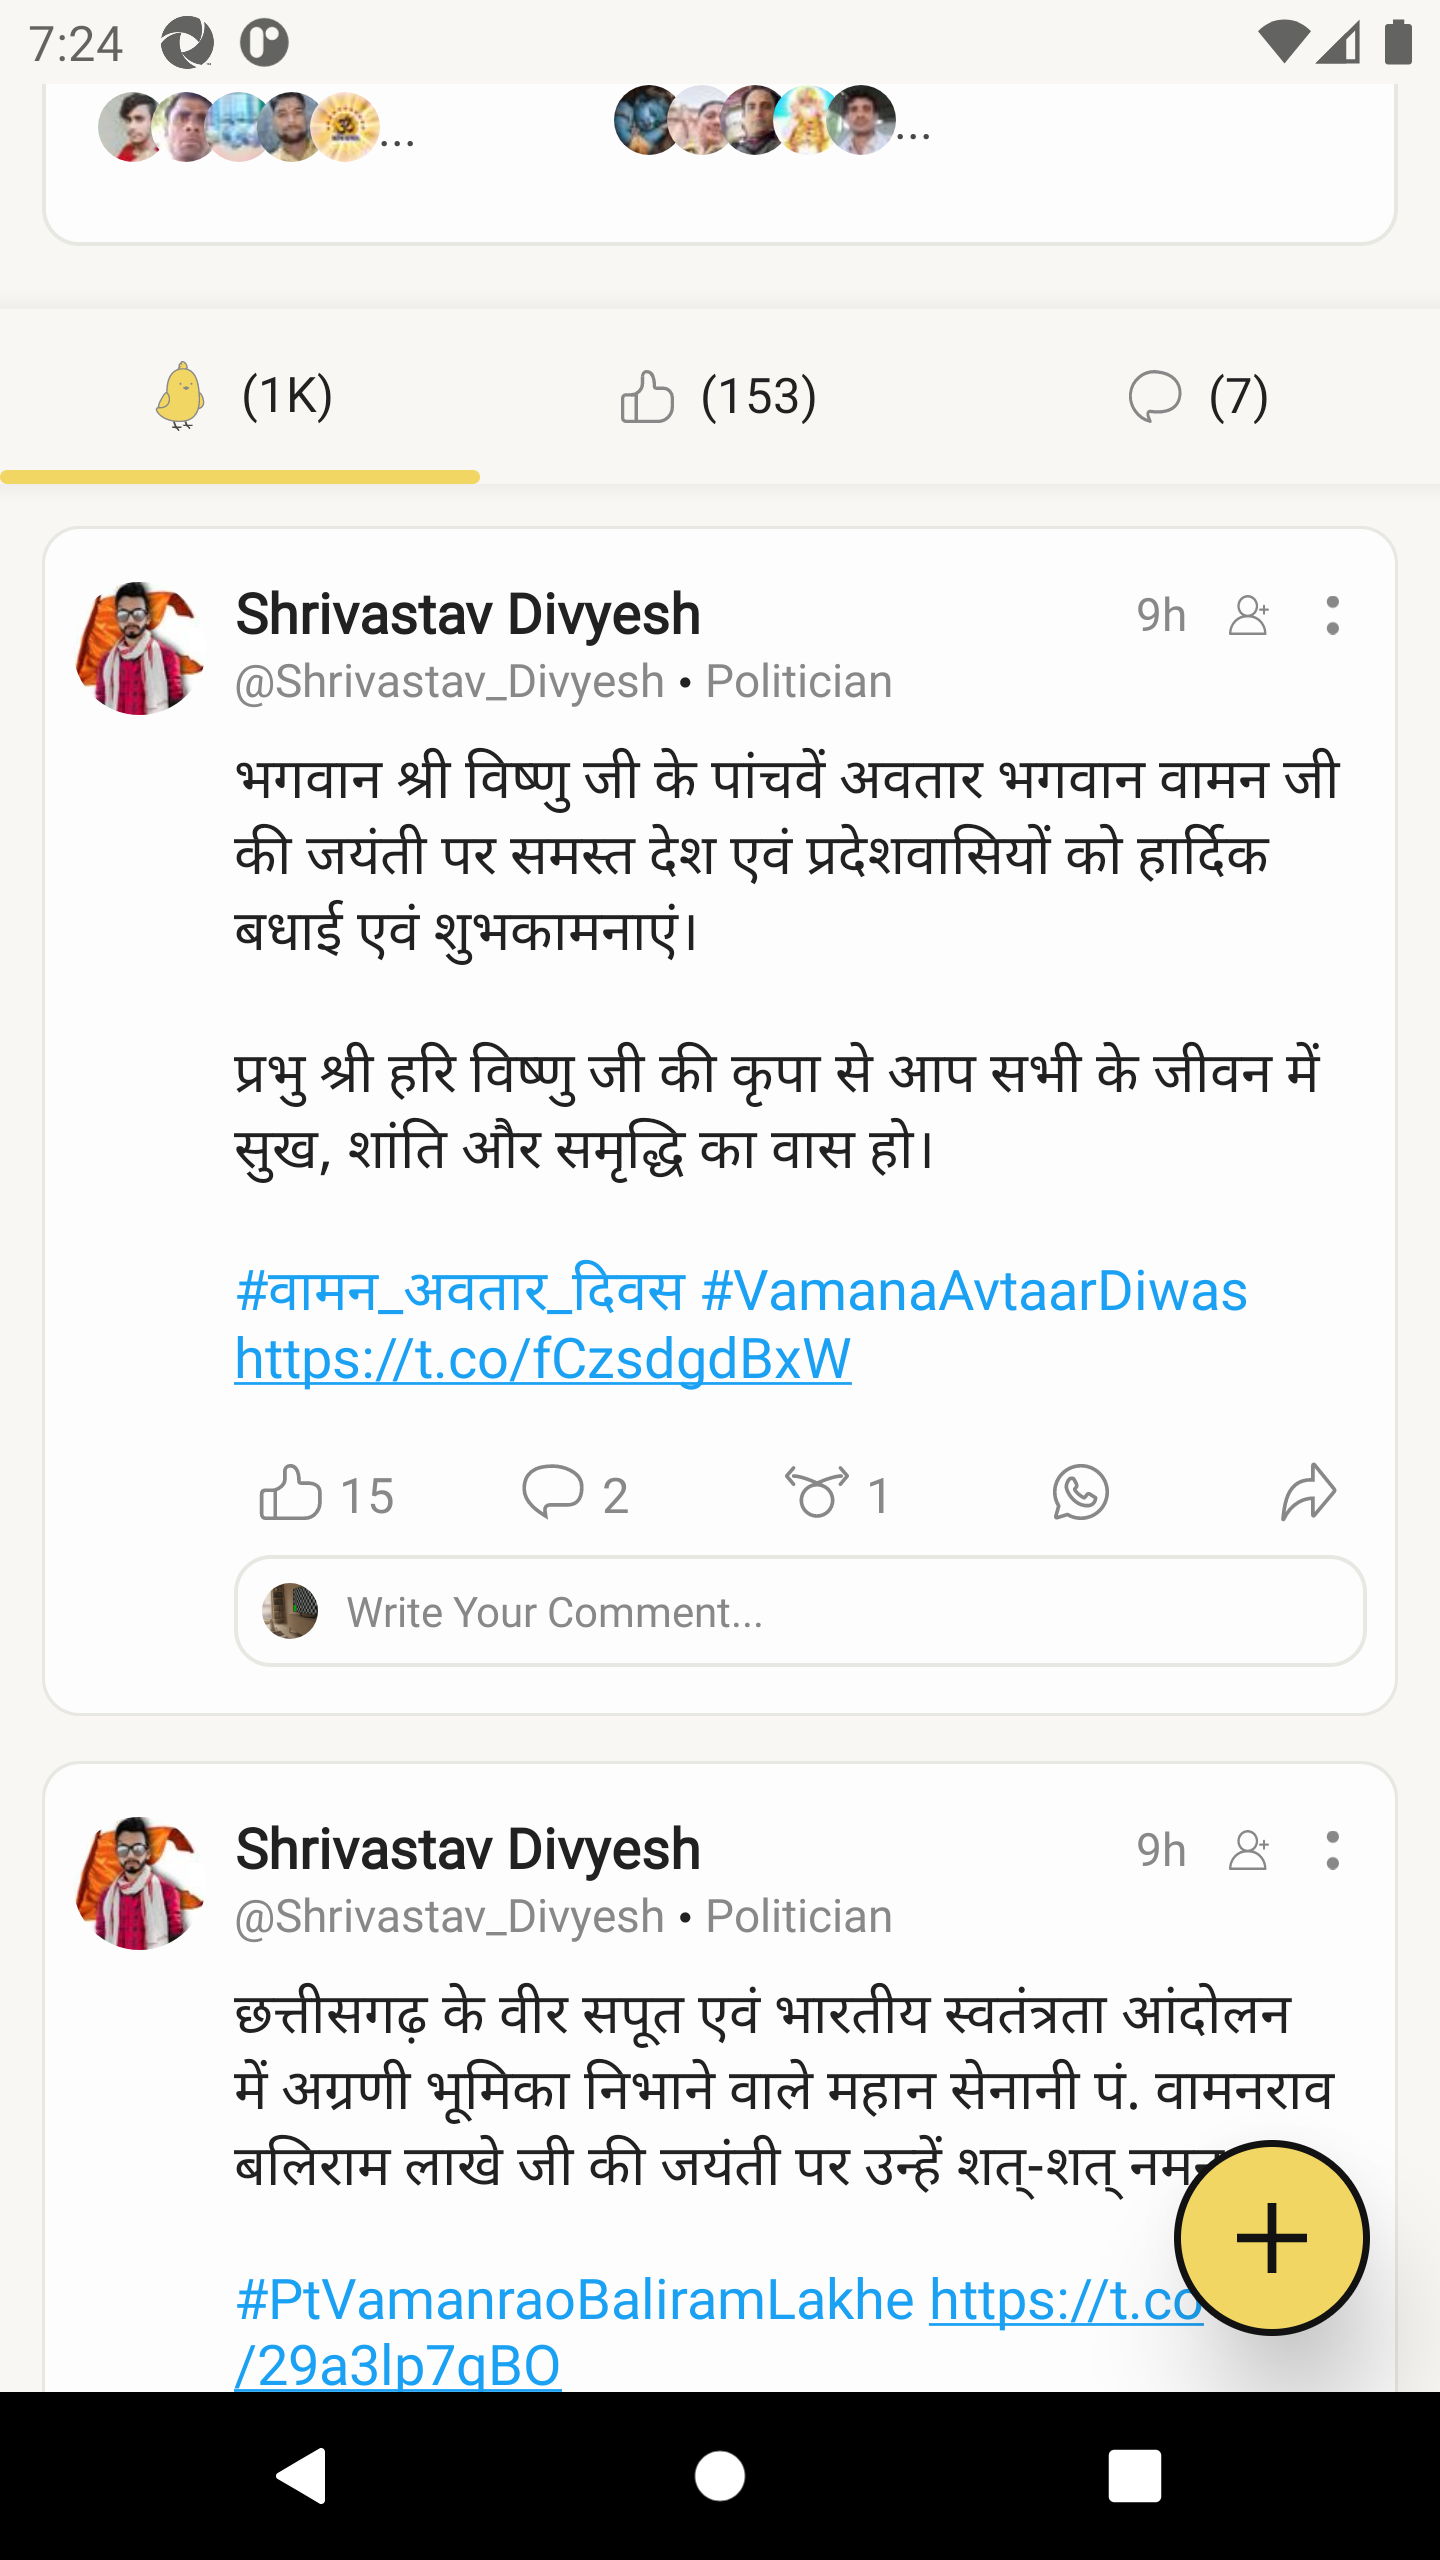 7:24
... ...
(1K) (153) (7)
Shrivastav Divyesh 9h
@Shrivastav_Divyesh • Politician
भगवान श्री विष्णु जी के पांचवें अवतार भगवान वामन जी
की जयंती पर समस्त देश एवं प्रदेशवासियों को हार्दिक
बधाई एवं शुभकामनाएं।
प्रभु श्री हरि विष्णु जी की कृपा से आप सभी के जीवन में
सुख, शांति और समृद्धि का वास हो।
#वामन_अवतार_दिवस #VamanaAvtaarDiwas
https://t.co/fCzsdgdBxW
15 2 1
Write Your Comment...
Shrivastav Divyesh 9h
@Shrivastav_Divyesh • Politician
छत्तीसगढ़ के वीर सपूत एवं भारतीय स्वतंत्रता आंदोलन
में अग्रणी भूमिका निभाने वाले महान सेनानी पं. वामनराव
बलिराम लाखे जी की जयंती पर उन्हें शत्-शत्
#PtVamanraoBaliramLakhe https://t.co
/29a3lp7qBO